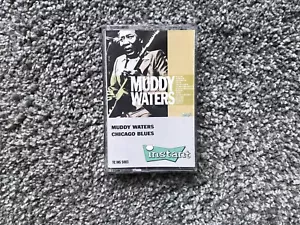 MUDDY
WATERS
MUDDY WATERS
CHICAGO BLUES
instant